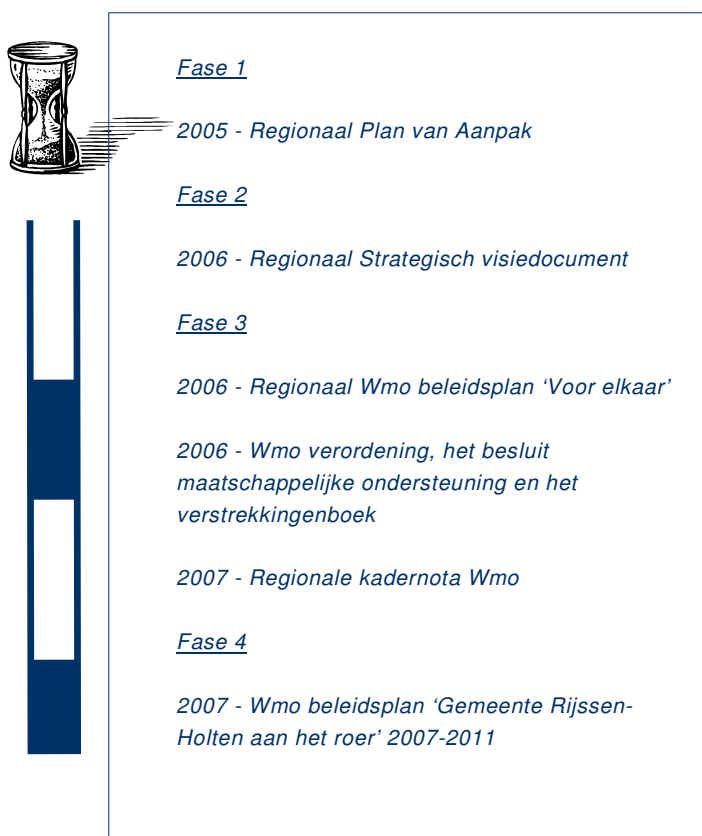 Fase 1
2005 - Regionaal Plan van Aanpak
Fase 2
2006 - Regionaal Strategisch visiedocument
Fase 3
2006 - Regionaal Wmo beleidsplan ‘Voor elkaar’
2006 - Wmo verordening, het besluit
maatschappelijke ondersteuning en het
verstrekkingenboek
2007 - Regionale kadernota Wmo
Fase 4
2007 - Wmo beleidsplan ‘Gemeente Rijssen-
Holten aan het roer’ 2007-2011